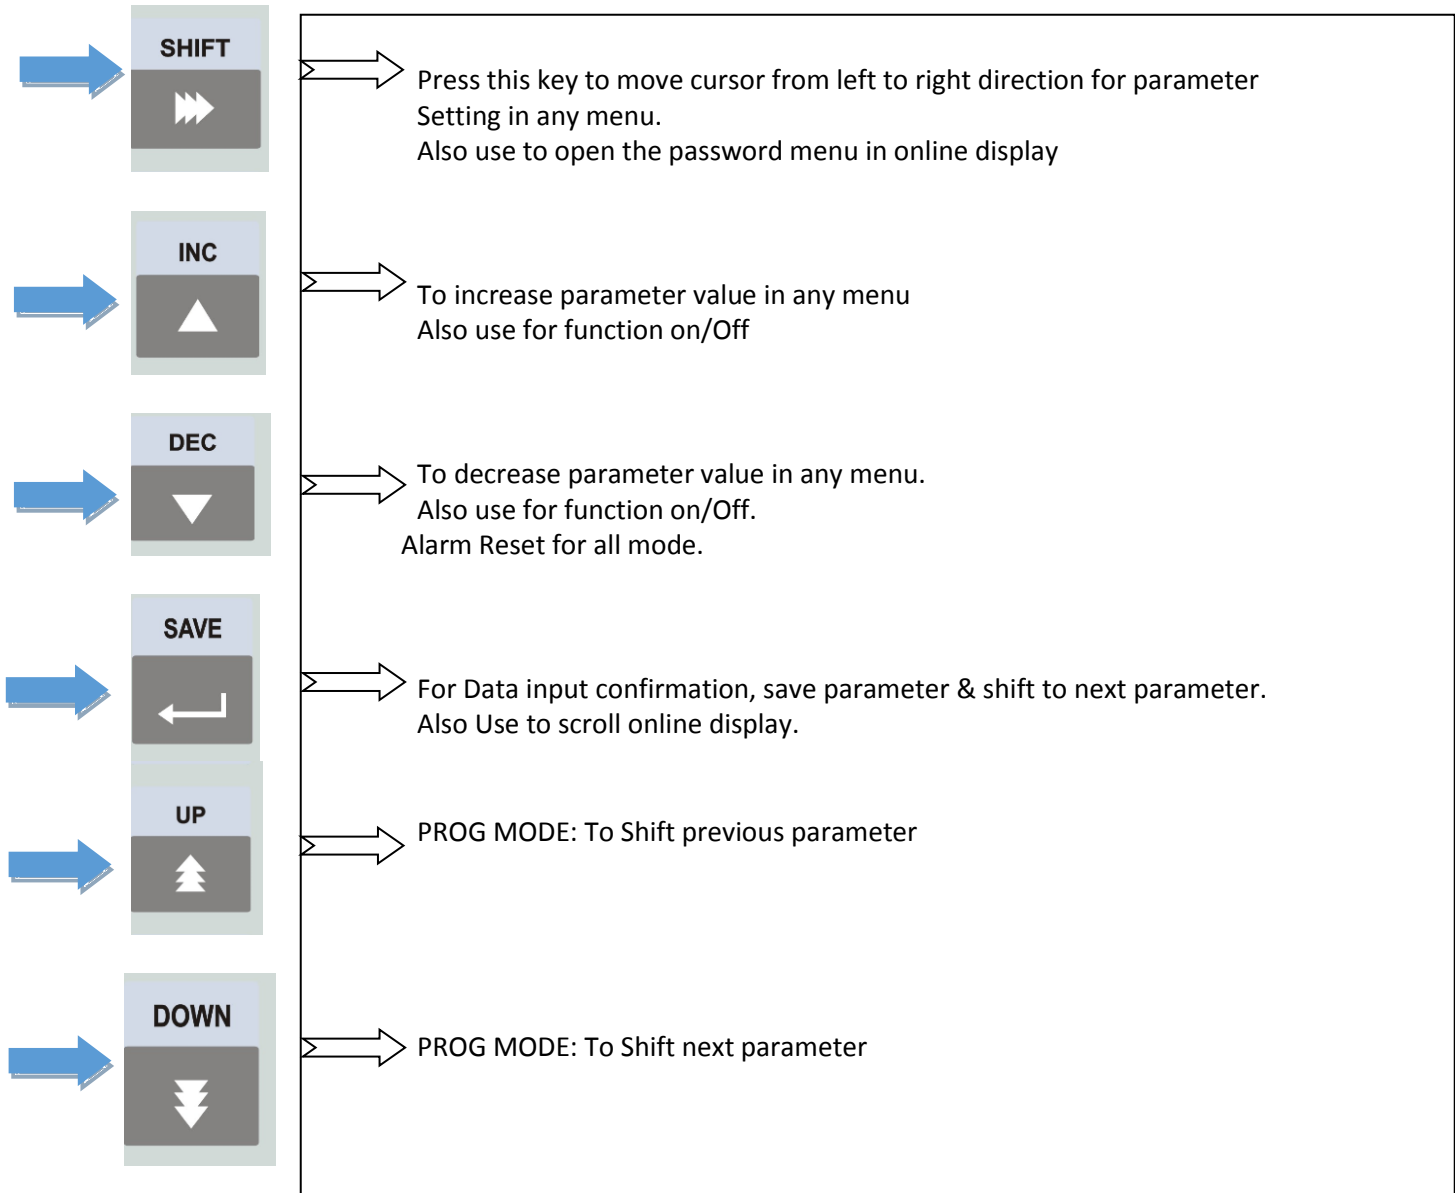 SHIFT
Press this key to move cursor from left to right direction for parameter
Setting in any menu.
Also use to open the password menu in online display
INC
To increase parameter value in any menu
Also use for function on/Off
DEC
To decrease parameter value in any menu.
Also use for function on/Off.
Alarm Reset for all mode.
SAVE
For Data input confirmation, save parameter & shift to next parameter.
Also Use to scroll online display.
UP
PROG MODE: To Shift previous parameter
DOWN
PROG MODE: To Shift next parameter